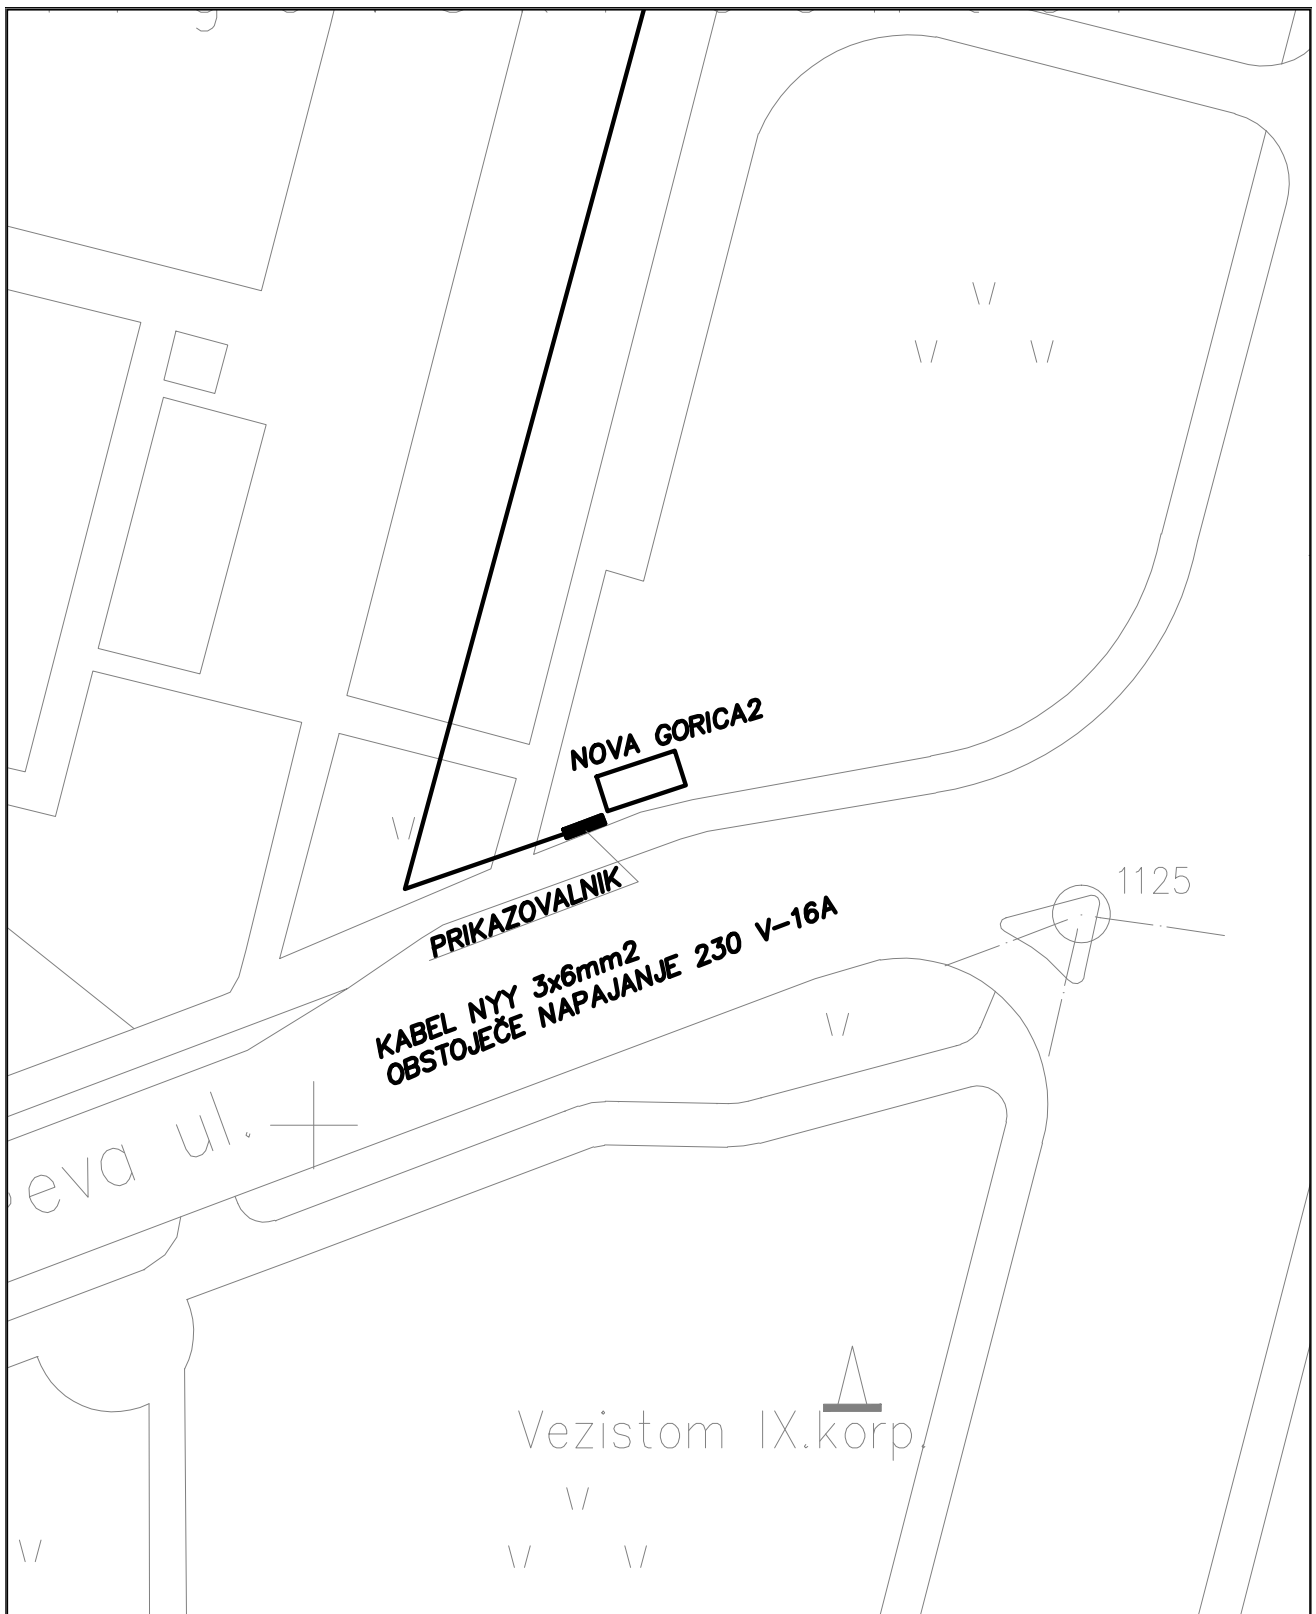 NOVA GORICA2
PRIKAZOVALNIK
1125
KABEL NYY 3x6mm2
OBSTOJEČE NAPAJANJE 230 V-16A
eva ul.
Vezistom IX.korp.